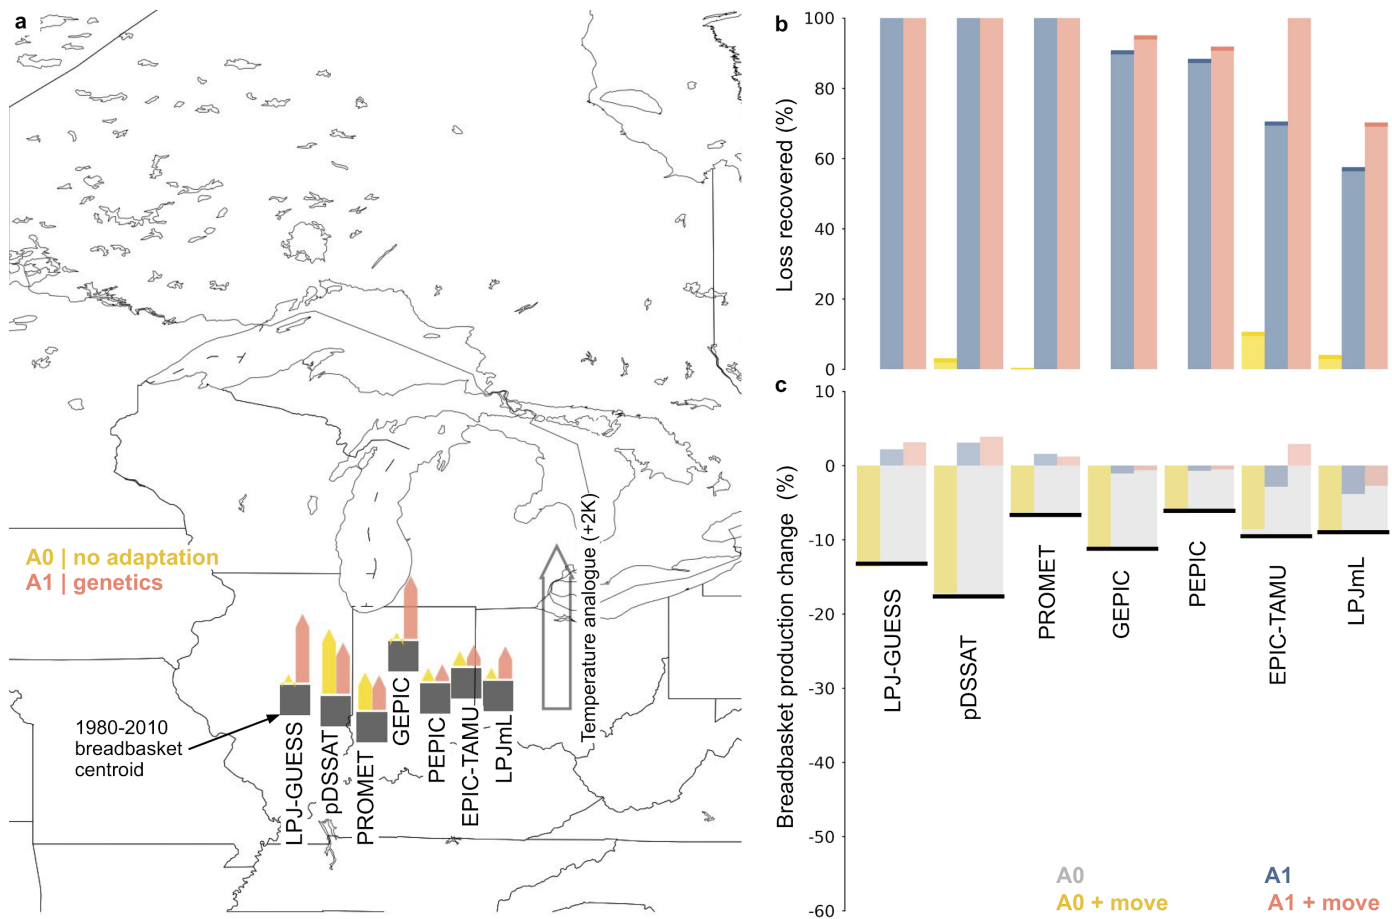 a
A0 | no adaptation
A1 | genetics
1980-2010
breadbasket
centroid
LPJ-GUESS
pDSSAT
PROMET
GEPIC
PEPIC
EPIC-TAMU
LPJmL
Temperature analogue (+2K)
b
Loss recovered (%)
100
80
60
40
20
0
c
Breadbasket production change (%)
10
0
-10
-20
-30
-40
-50
-60
LPJ-GUESS
pDSSAT
PROMET
GEPIC
PEPIC
EPIC-TAMU
LPJmL
A0
A1
A0 + move
A1 + move